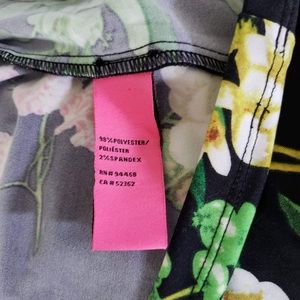 98%POLYESTER/
POLIÉSTER
2%SPANDEX
RN# 94468
CA # 52362